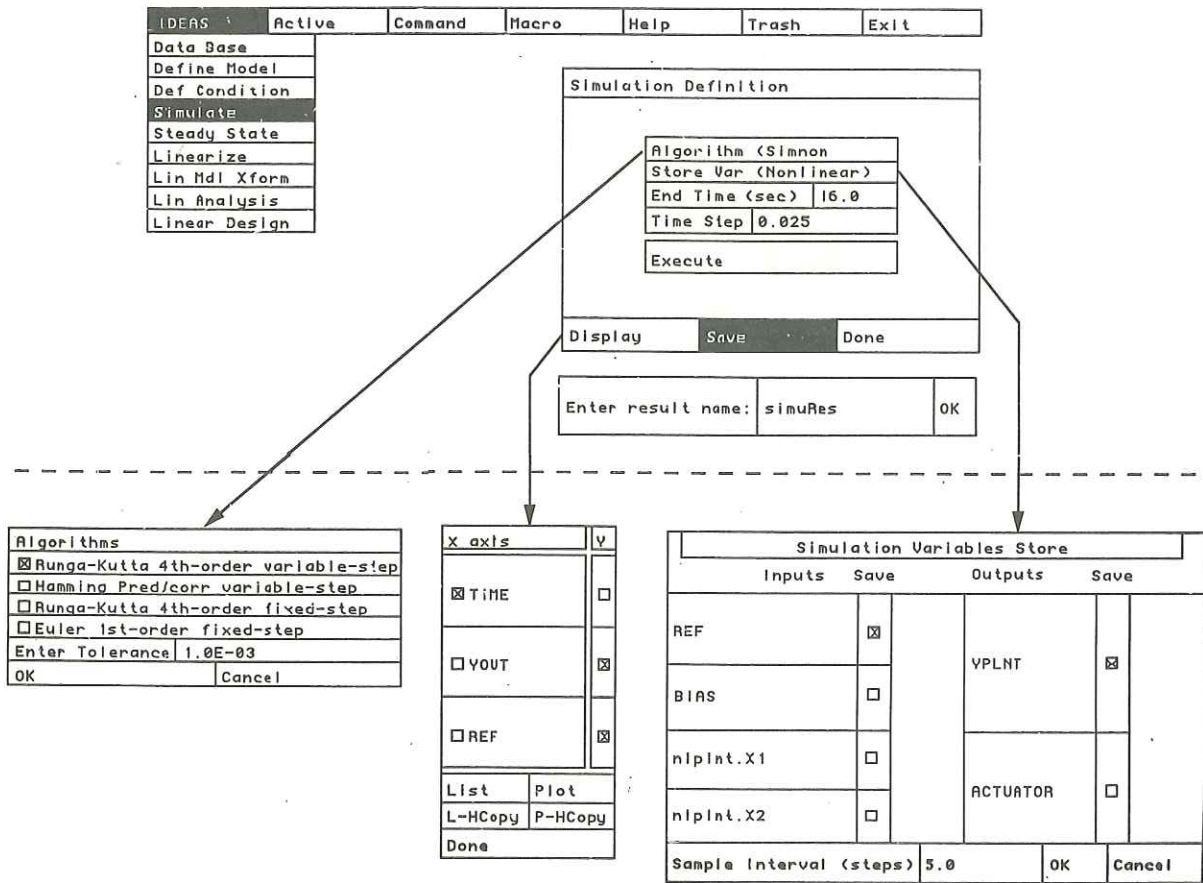 IDEAS Active Command Macro Help Trash Exit
Data Base
Define Model
Def Condition
Simulate
Steady State
Linearize
Lin Mdl Xform
Lin Analysis
Linear Design
Simulation Definition
Algorithm (Simnon
Store Var (Nonlinear)
End Time (sec) 16.0
Time Step 0.025
Execute
Display Save Done
Enter result name: simuRes OK
Algorithms
Runga-Kutta 4th-order variable-step
Hamming Pred/corr variable-step
Runga-Kutta 4th-order fixed-step
Euler 1st-order fixed-step
Enter Tolerance 1.0E-03
OK Cancel
X axis Y
TiME
YOUT
REF
List Plot
L-HCopy P-HCopy
Done
Simulation Variables Store
Inputs Save Outputs Save
REF
BIAS
nlplnt.X1
nlplnt.X2
YPLNT
ACTUATOR
Sample Interval (steps) 5.0 OK Cancel